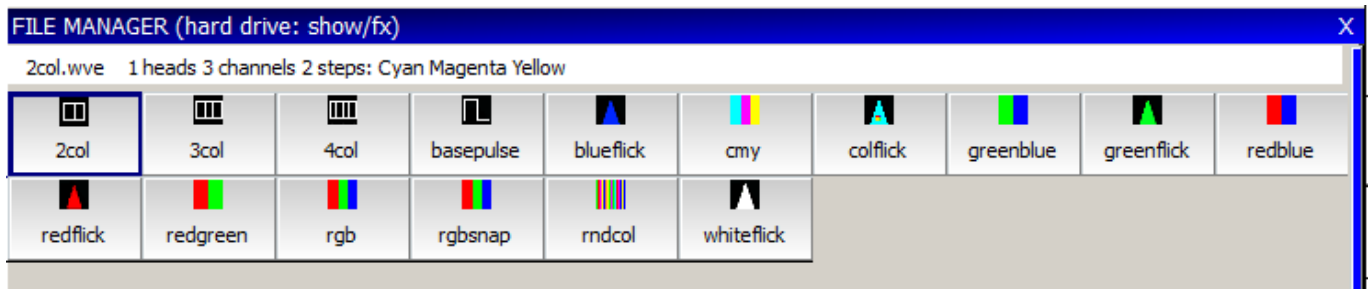 FILE MANAGER (hard drive: show/fx) X
2col.wve 1 heads 3 channels 2 steps: Cyan Magenta Yellow
2col 3col 4col basepulse blueflick cmy colflick greenblue greenflick redblue
redflick redgreen rgb rgbsnap rndcol whiteflick